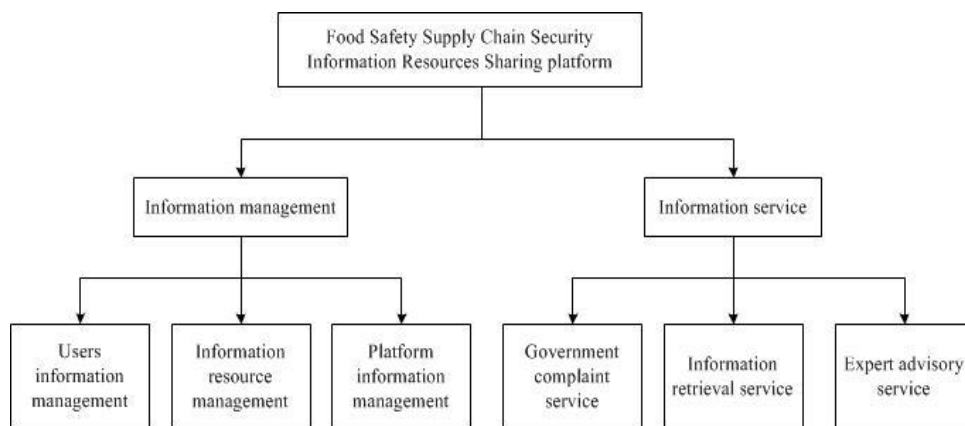 Food Safety Supply Chain Security
Information Resources Sharing platform
Information management
Information service
Users
information
management
Information
resource
management
Platform
information
management
Government
complaint
service
Information
retrieval service
Expert advisory
service